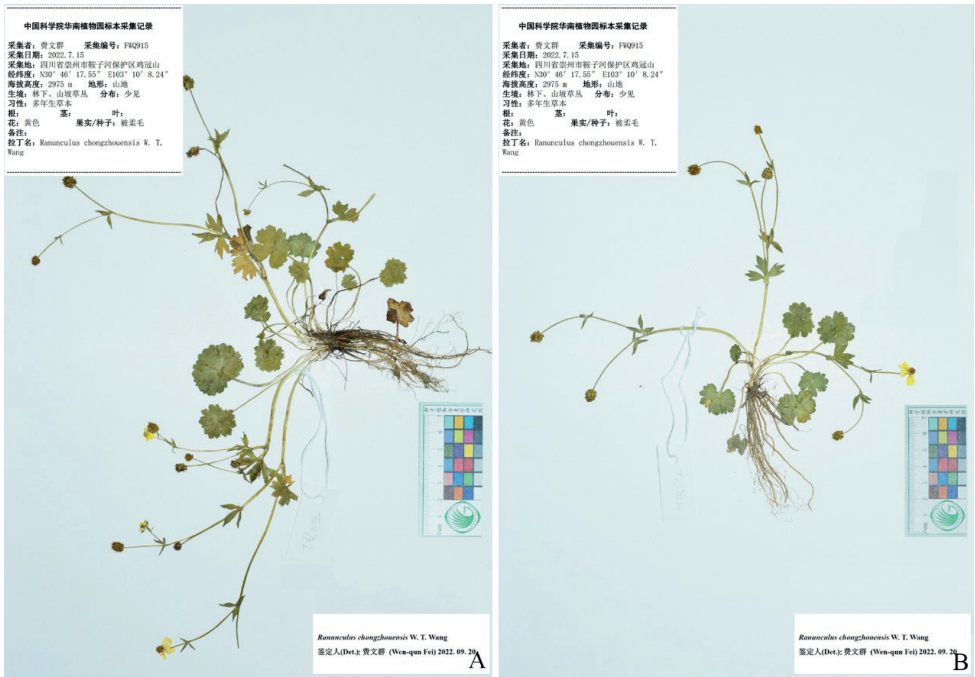 中国科学院华南植物园标本采集记录
采集者：费文群 采集编号：FWQ915
采集日期：2022.7.15
采集地：四川省崇州市鞍子河保护区鸡冠山
经纬度：N30° 46′ 17.55″ E103° 10′ 8.24″
海拔高度：2975 m 地形：山地
生境：林下、山坡草丛 分布：少见
习性：多年生草本
根： 茎： 叶：
花：黄色 果实/种子：被柔毛
备注：
拉丁名：Ranunculus chongzhouensis W. T.
Wang
Ranunculus chongzhouensis W. T. Wang
鉴定人(Det.); 费文群 (Wen-qun Fei) 2022. 09. 20
A
中国科学院华南植物园标本采集记录
采集者：费文群 采集编号：FWQ915
采集日期：2022.7.15
采集地：四川省崇州市鞍子河保护区鸡冠山
经纬度：N30° 46′ 17.55″ E103° 10′ 8.24″
海拔高度：2975 m 地形：山地
生境：林下、山坡草丛 分布：少见
习性：多年生草本
根： 茎： 叶：
花：黄色 果实/种子：被柔毛
备注：
拉丁名：Ranunculus chongzhouensis W. T.
Wang
Ranunculus chongzhouensis W. T. Wang
鉴定人(Det.); 费文群 (Wen-qun Fei) 2022. 09. 20
B